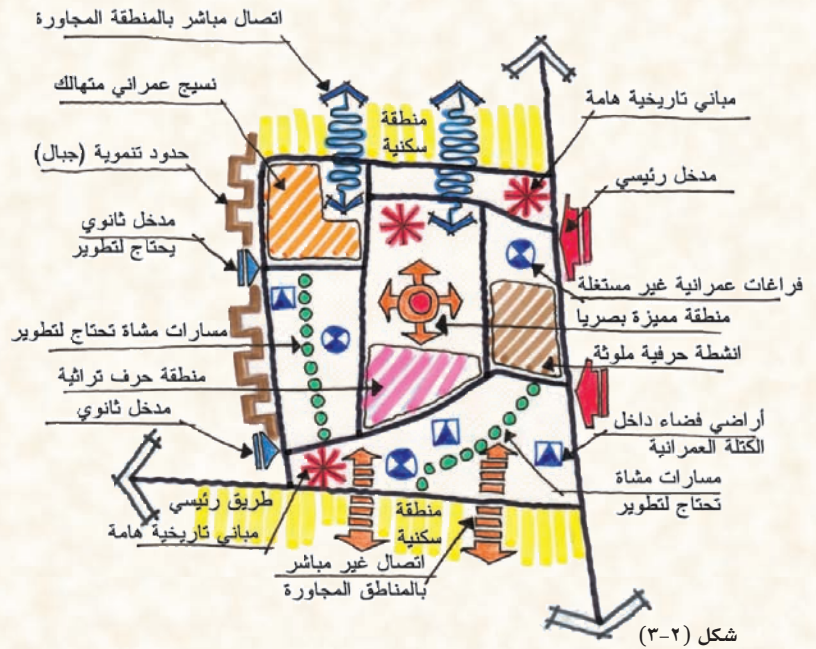 اتصال مباشر بالمنطقة المجاورة
نسيج عمراني متهالك
حدود تنموية (جبال)
مدخل ثانوي
يحتاج لتطوير
مسارات مشاة تحتاج لتطوير
منطقة حرف تراثية
مدخل ثانوي
طريق رئيسي
مباني تاريخية هامة
منطقة
سكنية
مباني تاريخية هامة
مدخل رئيسي
فراغات عمرانية غير مستغلة
منطقة مميزة بصريا
انشطة حرفية ملوثة
أراضي فضاء داخل
الكتلة العمرانية
مسارات مشاة
تحتاج لتطوير
منطقة
سكنية
اتصال غير مباشر
بالمناطق المجاورة
شكل (٢-٣)